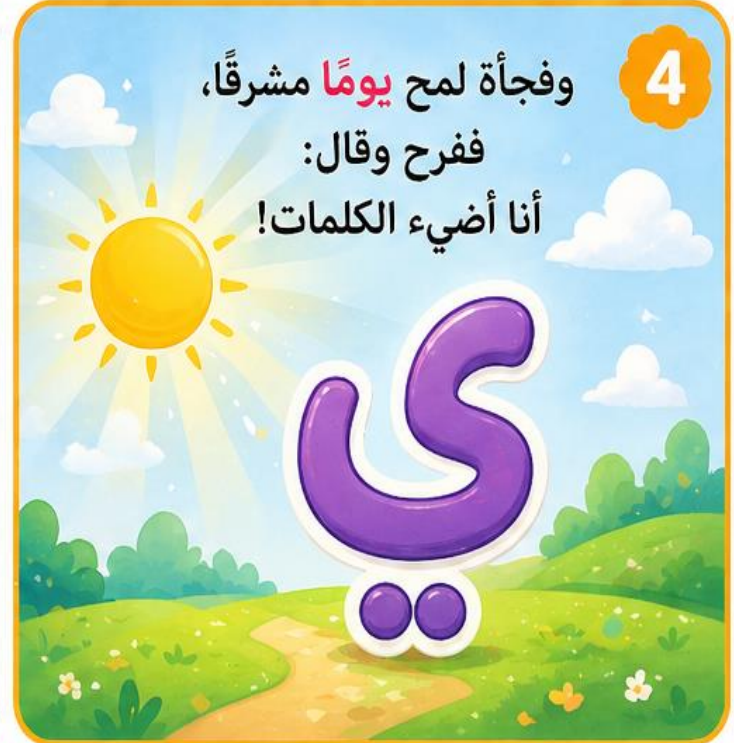 4
وفجأة لمح يومًا مشرقًا،
ففرح وقال:
أنا أضيء الكلمات!
ي